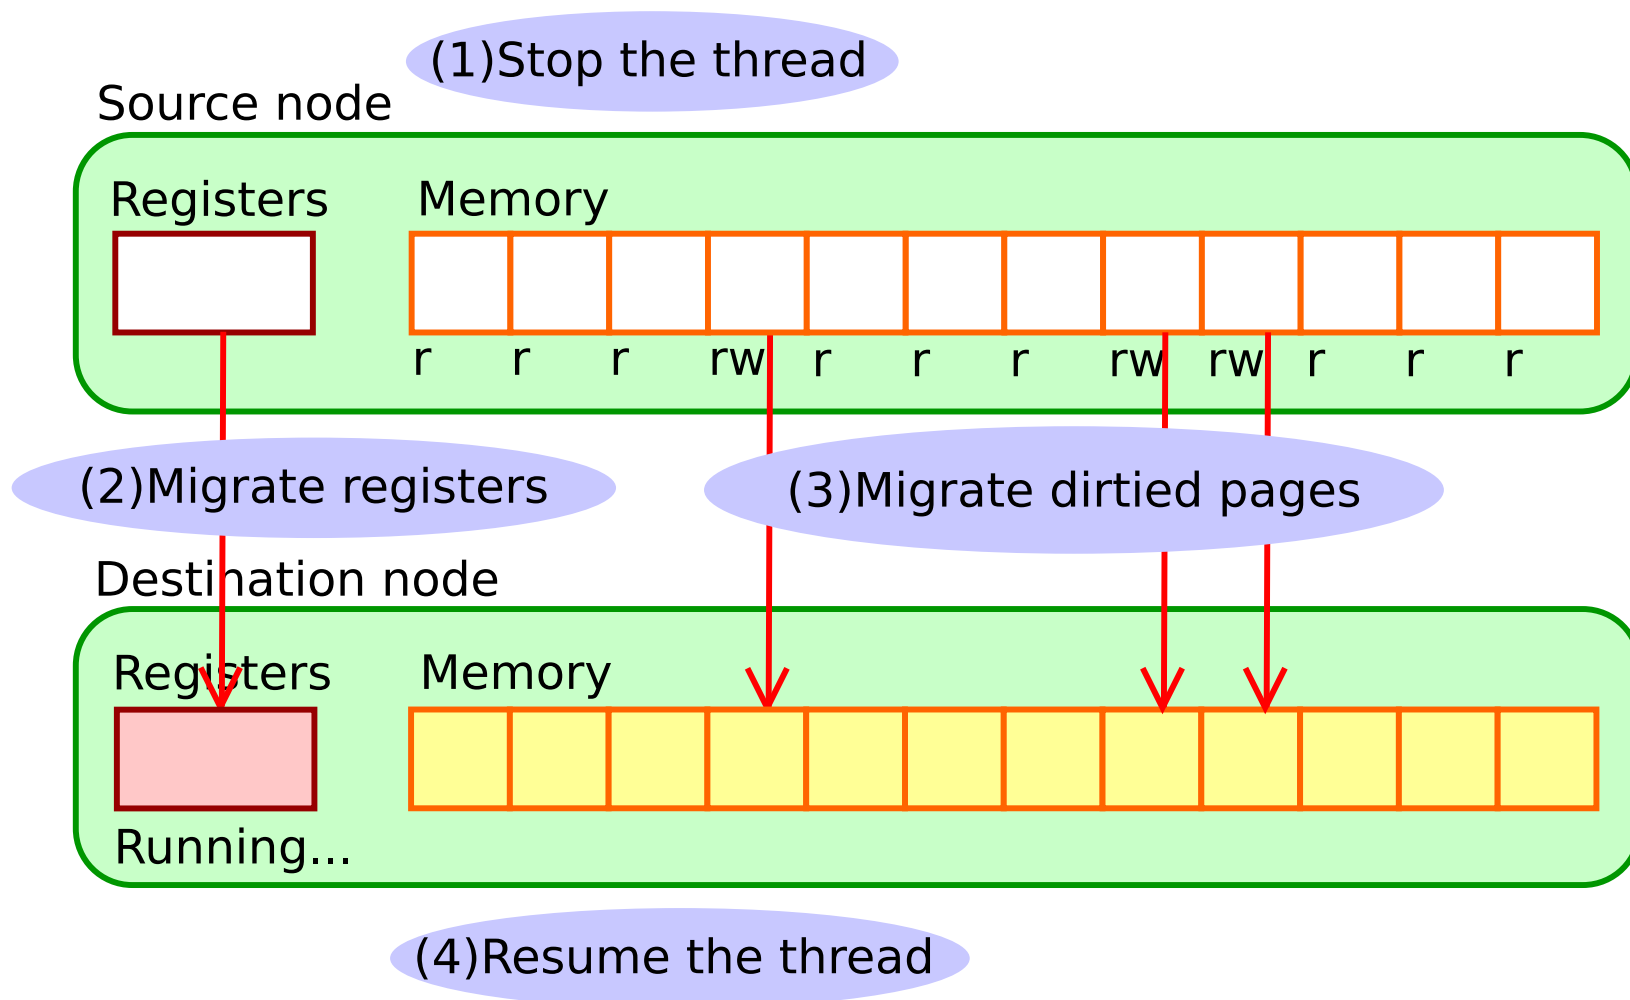 (1)Stop the thread
Source node
Registers Memory
r r r rw r r r rw rw r r r
(2)Migrate registers (3)Migrate dirtied pages
Destination node
Registers Memory
Running...
(4)Resume the thread